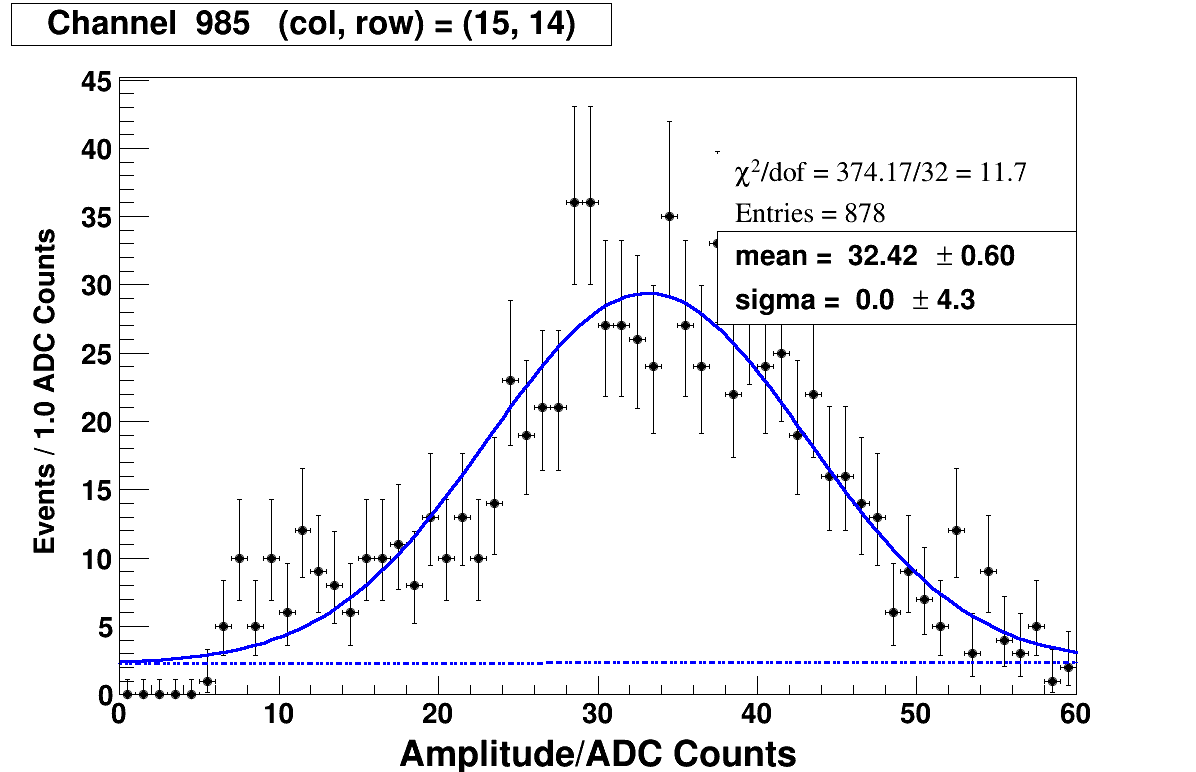 Channel 985 (col, row) = (15, 14)
45
40
35
30
25
20
15
10
5
0
Events / 1.0 ADC Counts
χ²/dof = 374.17/32 = 11.7
Entries = 878
mean = 32.42 ± 0.60
sigma = 0.0 ± 4.3
0 10 20 30 40 50 60
Amplitude/ADC Counts